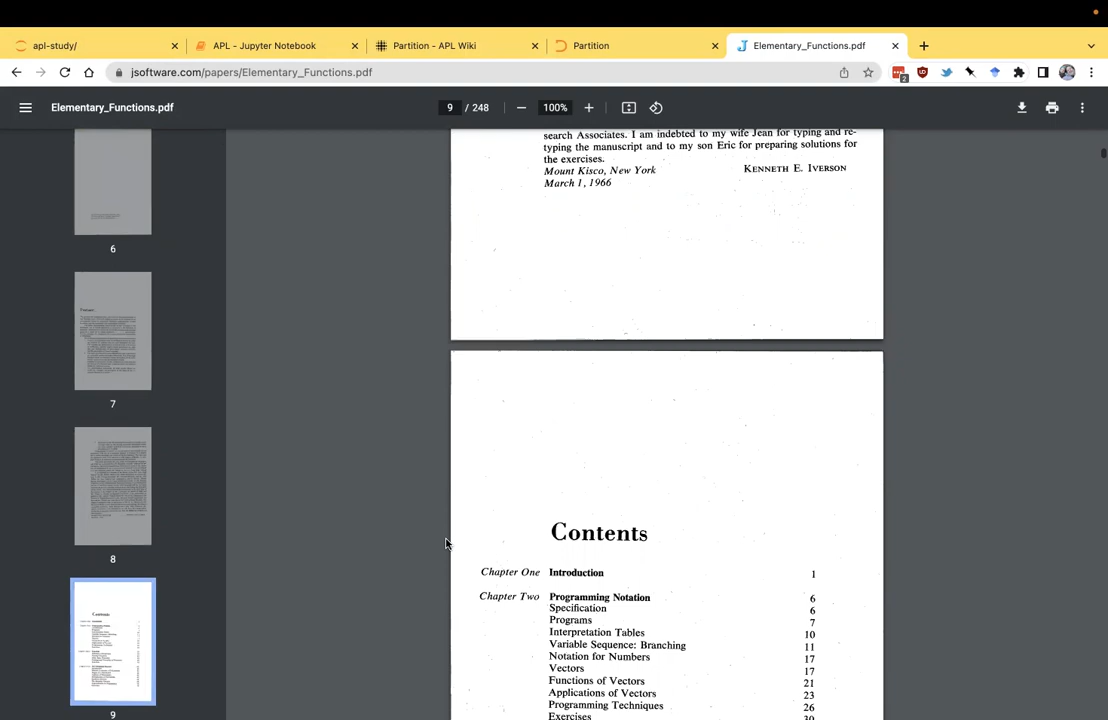 apl-study/
APL - Jupyter Notebook
Partition - APL Wiki
Partition
Elementary_Functions.pdf
jsoftware.com/papers/Elementary_Functions.pdf
2
Elementary_Functions.pdf
9 / 248
100%
6
7
8
9
search Associates. I am indebted to my wife Jean for typing and re-
typing the manuscript and to my son Eric for preparing solutions for
the exercises.
Mount Kisco, New York KENNETH E. IVERSON
March 1, 1966
Contents
Chapter One Introduction 1
Chapter Two Programming Notation 6
Specification 6
Programs 7
Interpretation Tables 10
Variable Sequence: Branching 11
Notation for Numbers 17
Vectors 17
Functions of Vectors 21
Applications of Vectors 23
Programming Techniques 26
Exercises 30